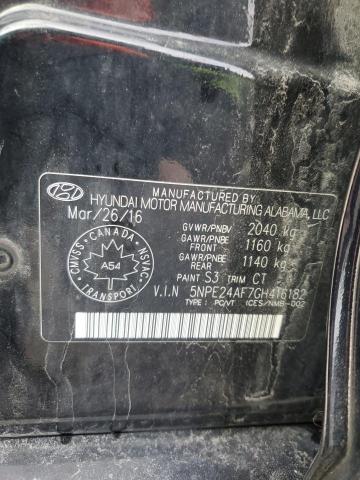 MANUFACTURED BY:
HYUNDAI MOTOR MANUFACTURING ALABAMA, LLC
Mar/26/16
GVWR/PNBV 2040 kg
GAWR/PNBE FRONT 1160 kg
GAWR/PNBE REAR 1140 kg
PAINT S3 TRIM CT
V.I.N 5NPE24AF7GH416182
TYPE : PC/VT ICES/NMB-002
CANADA
CMVSS NSVAC
A54